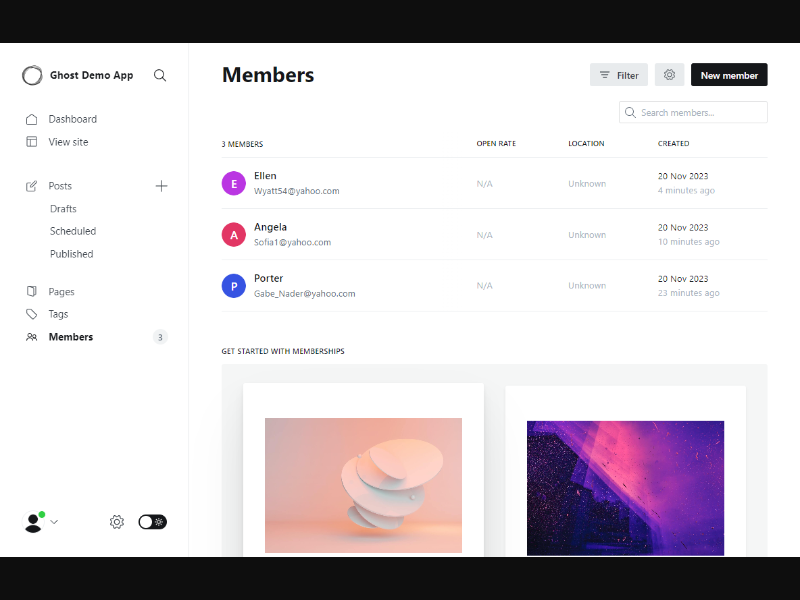 Ghost Demo App
Dashboard
View site
Posts
Drafts
Scheduled
Published
Pages
Tags
Members
3
Members
Filter
New member
Search members...
3 MEMBERS
OPEN RATE
LOCATION
CREATED
E
Ellen
Wyatt54@yahoo.com
N/A
Unknown
20 Nov 2023
4 minutes ago
A
Angela
Sofia1@yahoo.com
N/A
Unknown
20 Nov 2023
10 minutes ago
P
Porter
Gabe_Nader@yahoo.com
N/A
Unknown
20 Nov 2023
23 minutes ago
GET STARTED WITH MEMBERSHIPS